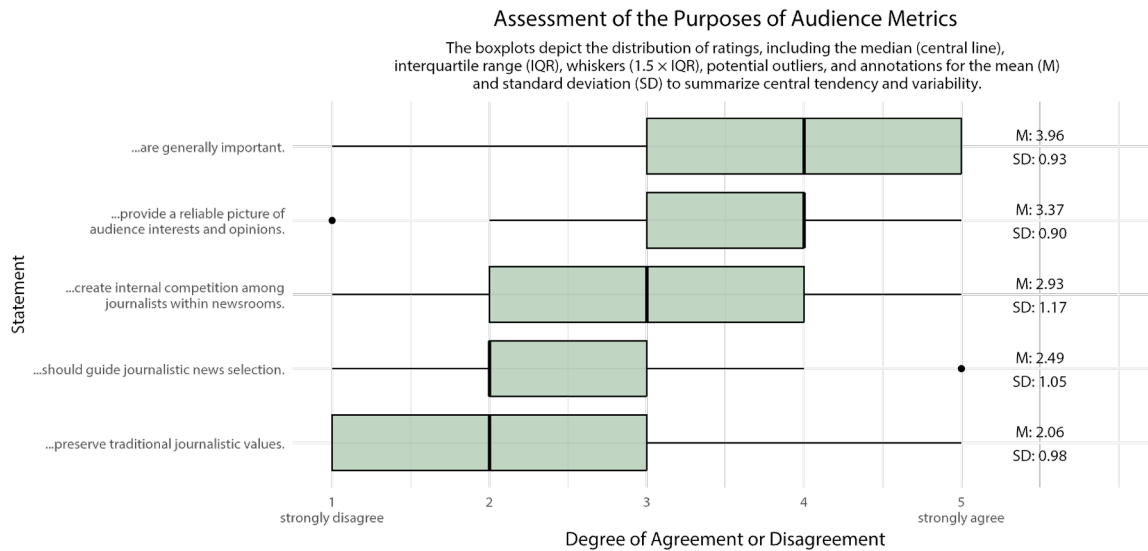 Assessment of the Purposes of Audience Metrics
The boxplots depict the distribution of ratings, including the median (central line),
interquartile range (IQR), whiskers (1.5 × IQR), potential outliers, and annotations for the mean (M)
and standard deviation (SD) to summarize central tendency and variability.
Statement
...are generally important.
M: 3.96
SD: 0.93
...provide a reliable picture of
audience interests and opinions.
M: 3.37
SD: 0.90
...create internal competition among
journalists within newsrooms.
M: 2.93
SD: 1.17
...should guide journalistic news selection.
M: 2.49
SD: 1.05
...preserve traditional journalistic values.
M: 2.06
SD: 0.98
1
strongly disagree
2
3
4
5
strongly agree
Degree of Agreement or Disagreement